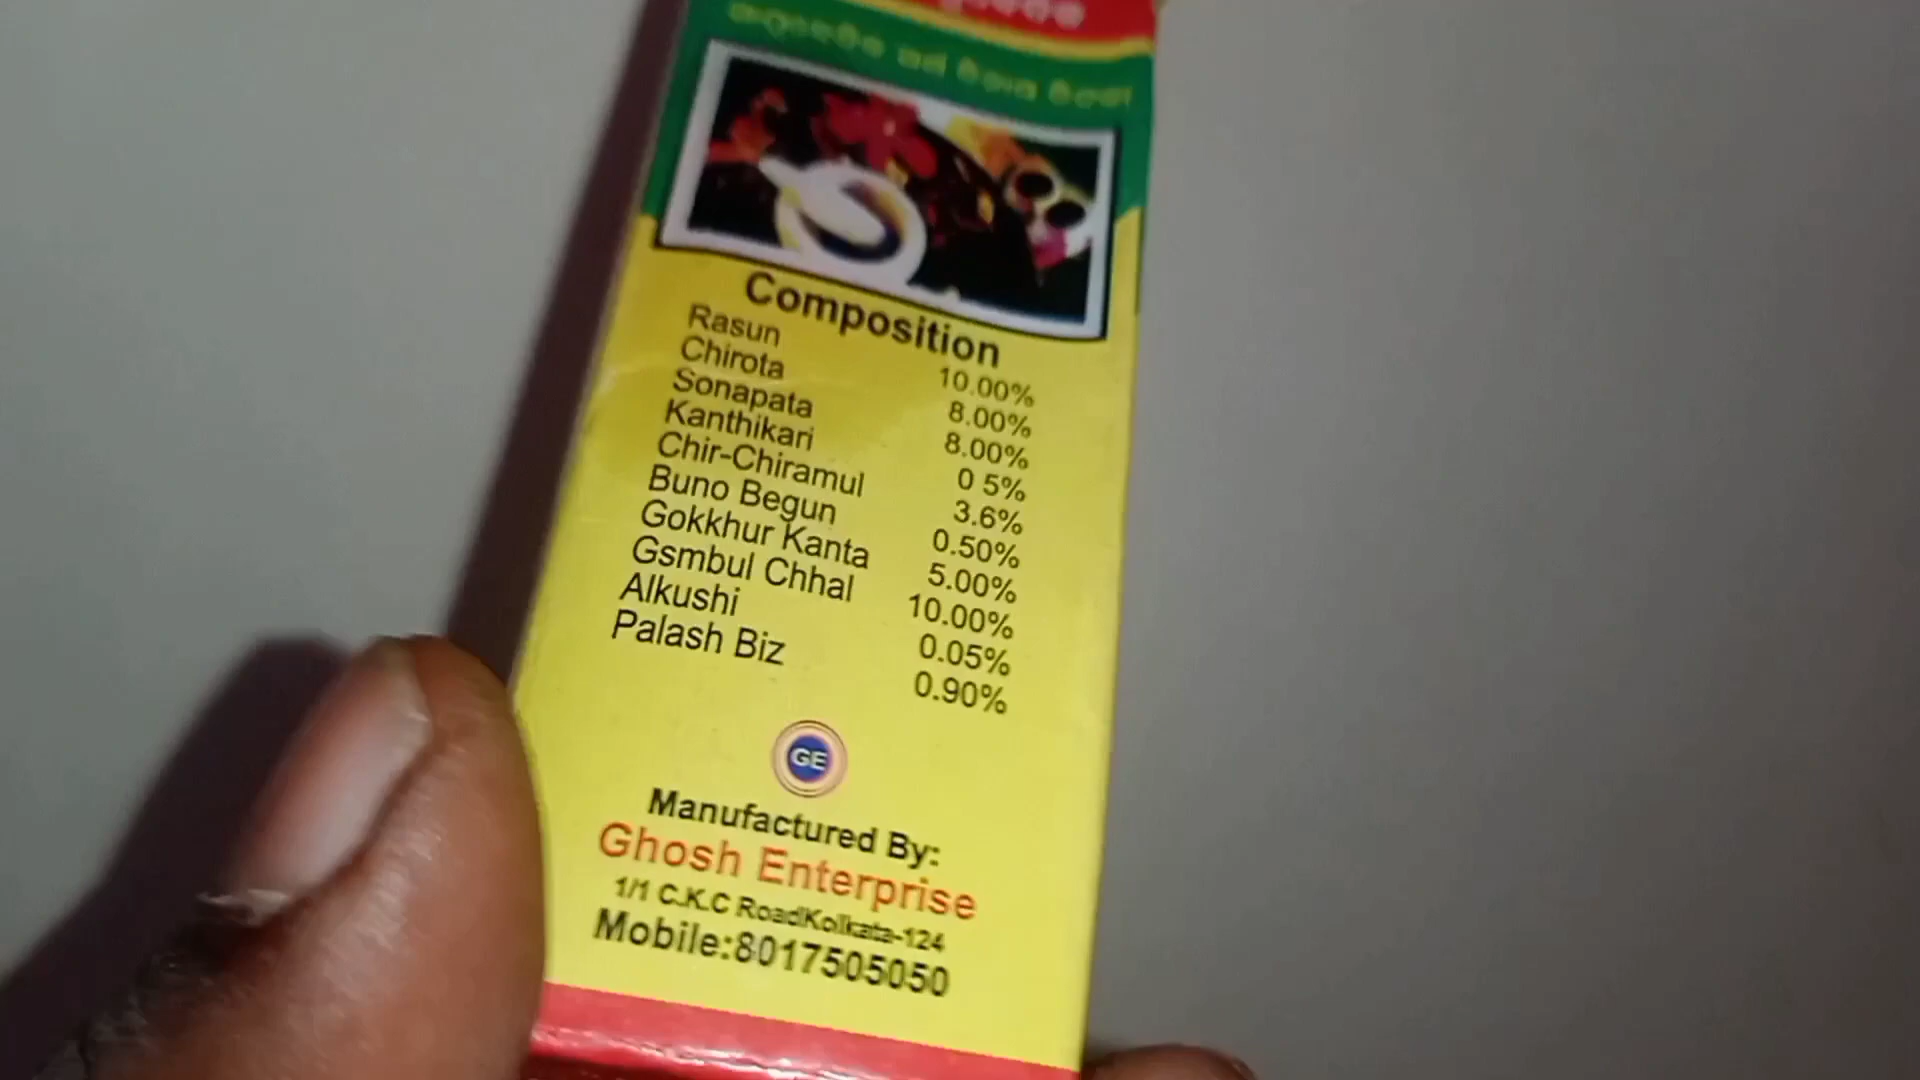 Composition
Rasun 10.00%
Chirota 8.00%
Sonapata 8.00%
Kanthikari 0 5%
Chir-Chiramul 3.6%
Buno Begun 0.50%
Gokkhur Kanta 5.00%
Gsmbul Chhal 10.00%
Alkushi 0.05%
Palash Biz 0.90%
GE
Manufactured By:
Ghosh Enterprise
1/1 C.K.C RoadKolkata-124
Mobile:8017505050